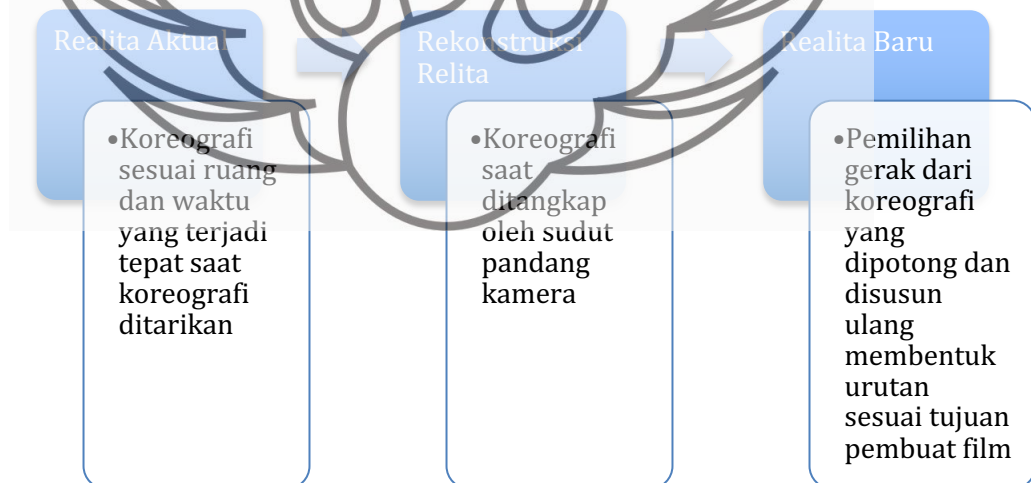 Realita Aktual
•Koreografi
sesuai ruang
dan waktu
yang terjadi
tepat saat
koreografi
ditarikan
Rekonstruksi
Relita
•Koreografi
saat
ditangkap
oleh sudut
pandang
kamera
Realita Baru
•Pemilihan
gerak dari
koreografi
yang
dipotong dan
disusun
ulang
membentuk
urutan
sesuai tujuan
pembuat film